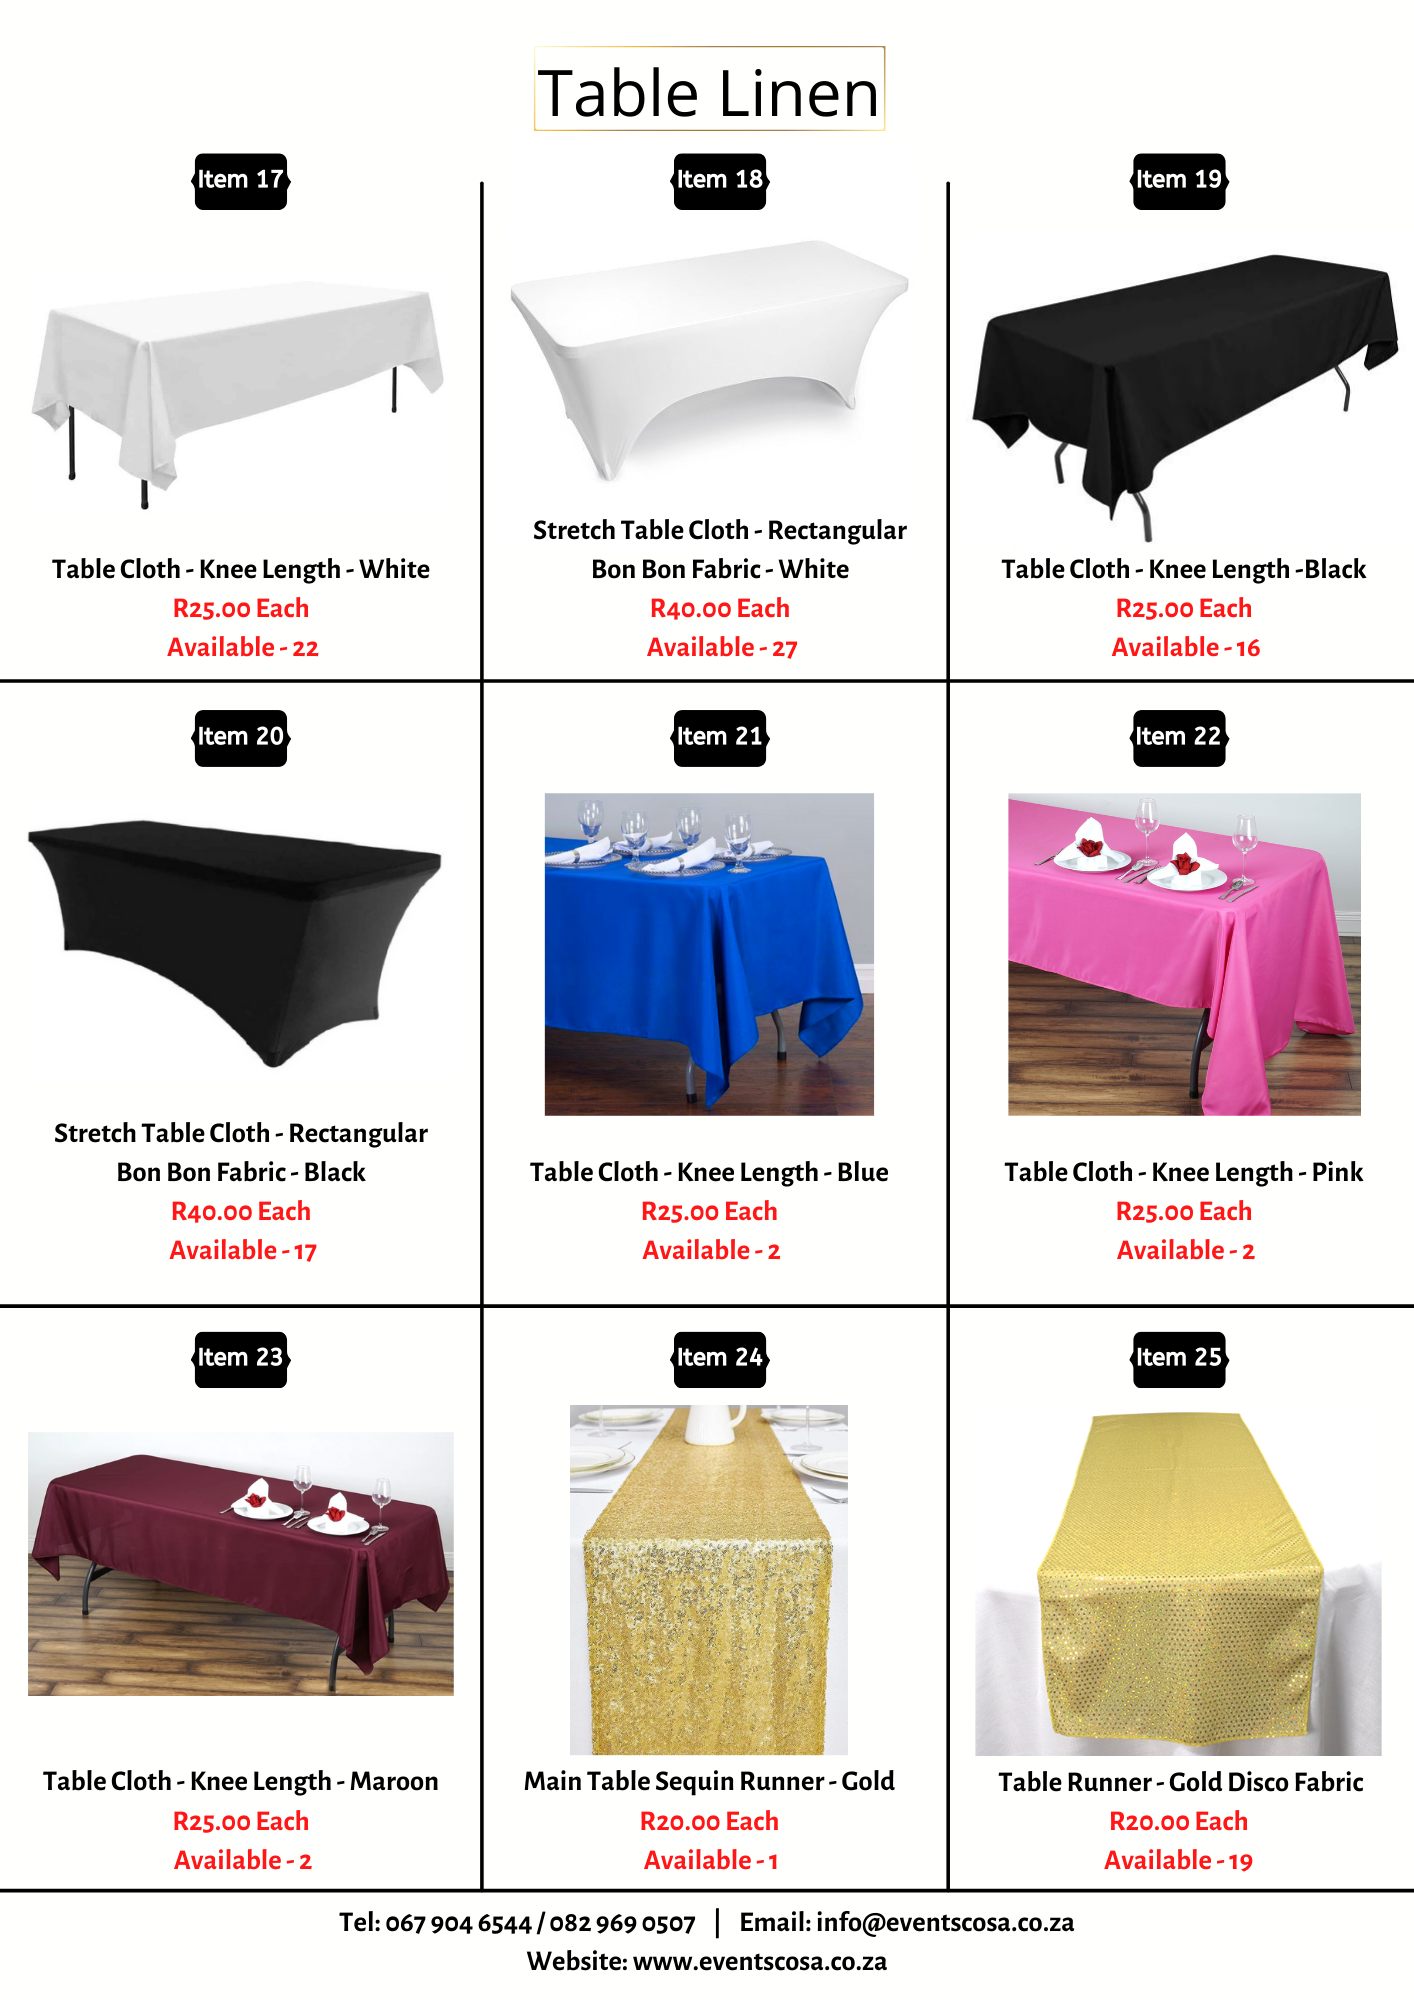 Table Linen
Item 17
Table Cloth - Knee Length - White
R25.00 Each
Available - 22
Item 18
Stretch Table Cloth - Rectangular
Bon Bon Fabric - White
R40.00 Each
Available - 27
Item 19
Table Cloth - Knee Length -Black
R25.00 Each
Available - 16
Item 20
Stretch Table Cloth - Rectangular
Bon Bon Fabric - Black
R40.00 Each
Available - 17
Item 21
Table Cloth - Knee Length - Blue
R25.00 Each
Available - 2
Item 22
Table Cloth - Knee Length - Pink
R25.00 Each
Available - 2
Item 23
Table Cloth - Knee Length - Maroon
R25.00 Each
Available - 2
Item 24
Main Table Sequin Runner - Gold
R20.00 Each
Available - 1
Item 25
Table Runner - Gold Disco Fabric
R20.00 Each
Available - 19
Tel: 067 904 6544 / 082 969 0507 | Email: info@eventscosa.co.za
Website: www.eventscosa.co.za